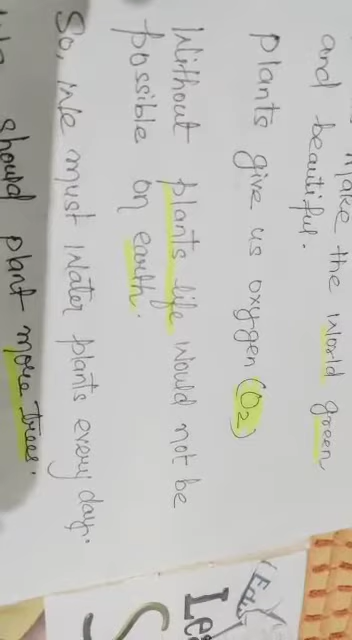 make the world green
and beautiful.
plants give us oxygen (O2)
Without plants life would not be
possible on earth.
So, we must water plants every day.
should plant more trees.